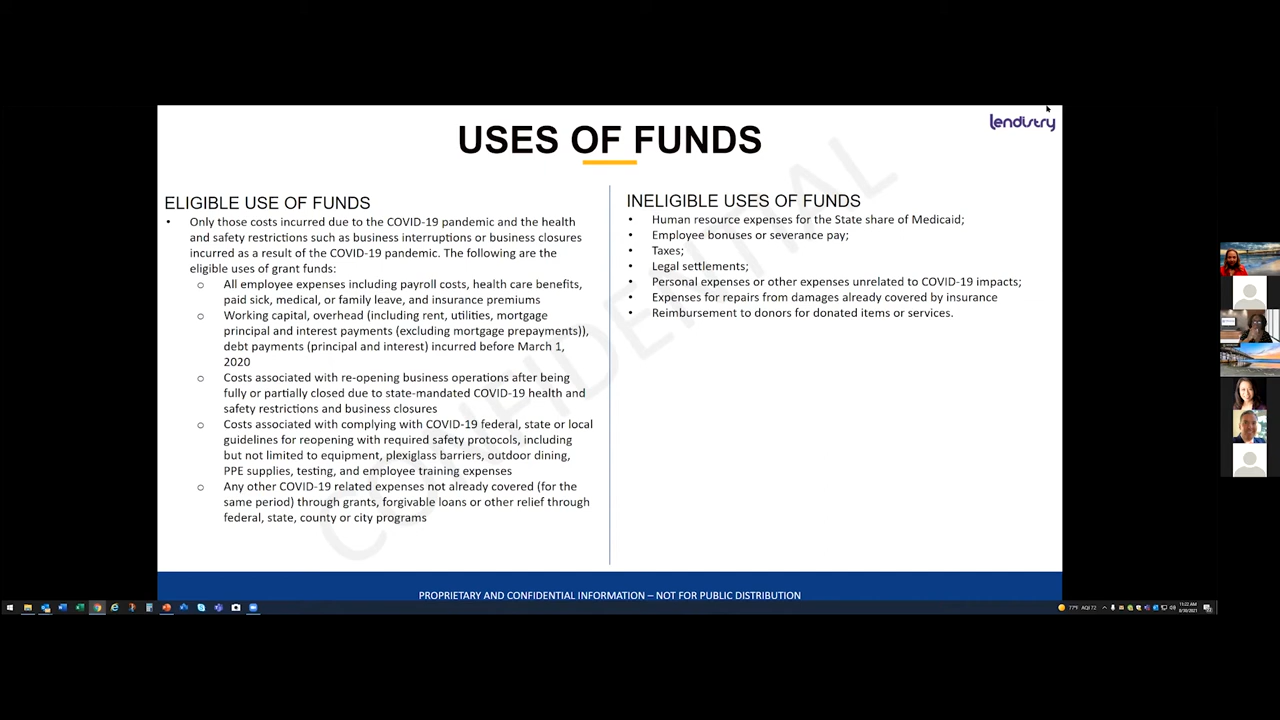 lendistry
USES OF FUNDS
ELIGIBLE USE OF FUNDS
• Only those costs incurred due to the COVID-19 pandemic and the health
and safety restrictions such as business interruptions or business closures
incurred as a result of the COVID-19 pandemic. The following are the
eligible uses of grant funds:
o All employee expenses including payroll costs, health care benefits,
paid sick, medical, or family leave, and insurance premiums
o Working capital, overhead (including rent, utilities, mortgage
principal and interest payments (excluding mortgage prepayments)),
debt payments (principal and interest) incurred before March 1,
2020
o Costs associated with re-opening business operations after being
fully or partially closed due to state-mandated COVID-19 health and
safety restrictions and business closures
o Costs associated with complying with COVID-19 federal, state or local
guidelines for reopening with required safety protocols, including
but not limited to equipment, plexiglass barriers, outdoor dining,
PPE supplies, testing, and employee training expenses
o Any other COVID-19 related expenses not already covered (for the
same period) through grants, forgivable loans or other relief through
federal, state, county or city programs
INELIGIBLE USES OF FUNDS
• Human resource expenses for the State share of Medicaid;
• Employee bonuses or severance pay;
• Taxes;
• Legal settlements;
• Personal expenses or other expenses unrelated to COVID-19 impacts;
• Expenses for repairs from damages already covered by insurance
• Reimbursement to donors for donated items or services.
CONFIDENTIAL
PROPRIETARY AND CONFIDENTIAL INFORMATION – NOT FOR PUBLIC DISTRIBUTION
77°F AQI 72
11:22 AM
8/30/2021